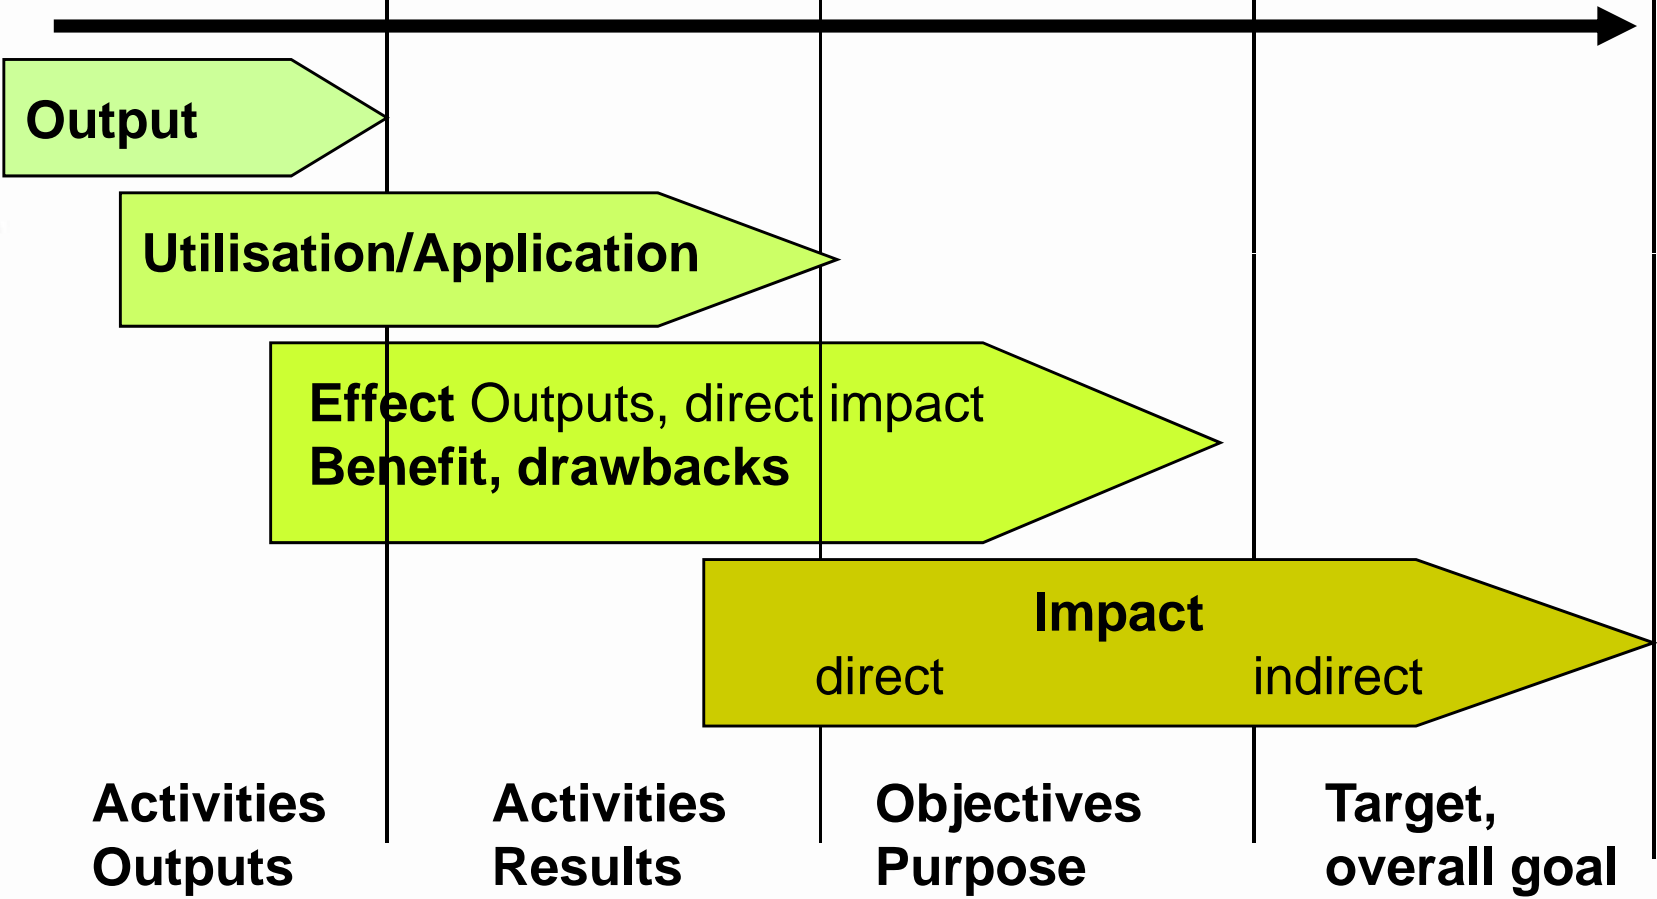 Output
Utilisation/Application
Effect Outputs, direct impact
Benefit, drawbacks
Impact
direct indirect
Activities
Outputs
Activities
Results
Objectives
Purpose
Target,
overall goal